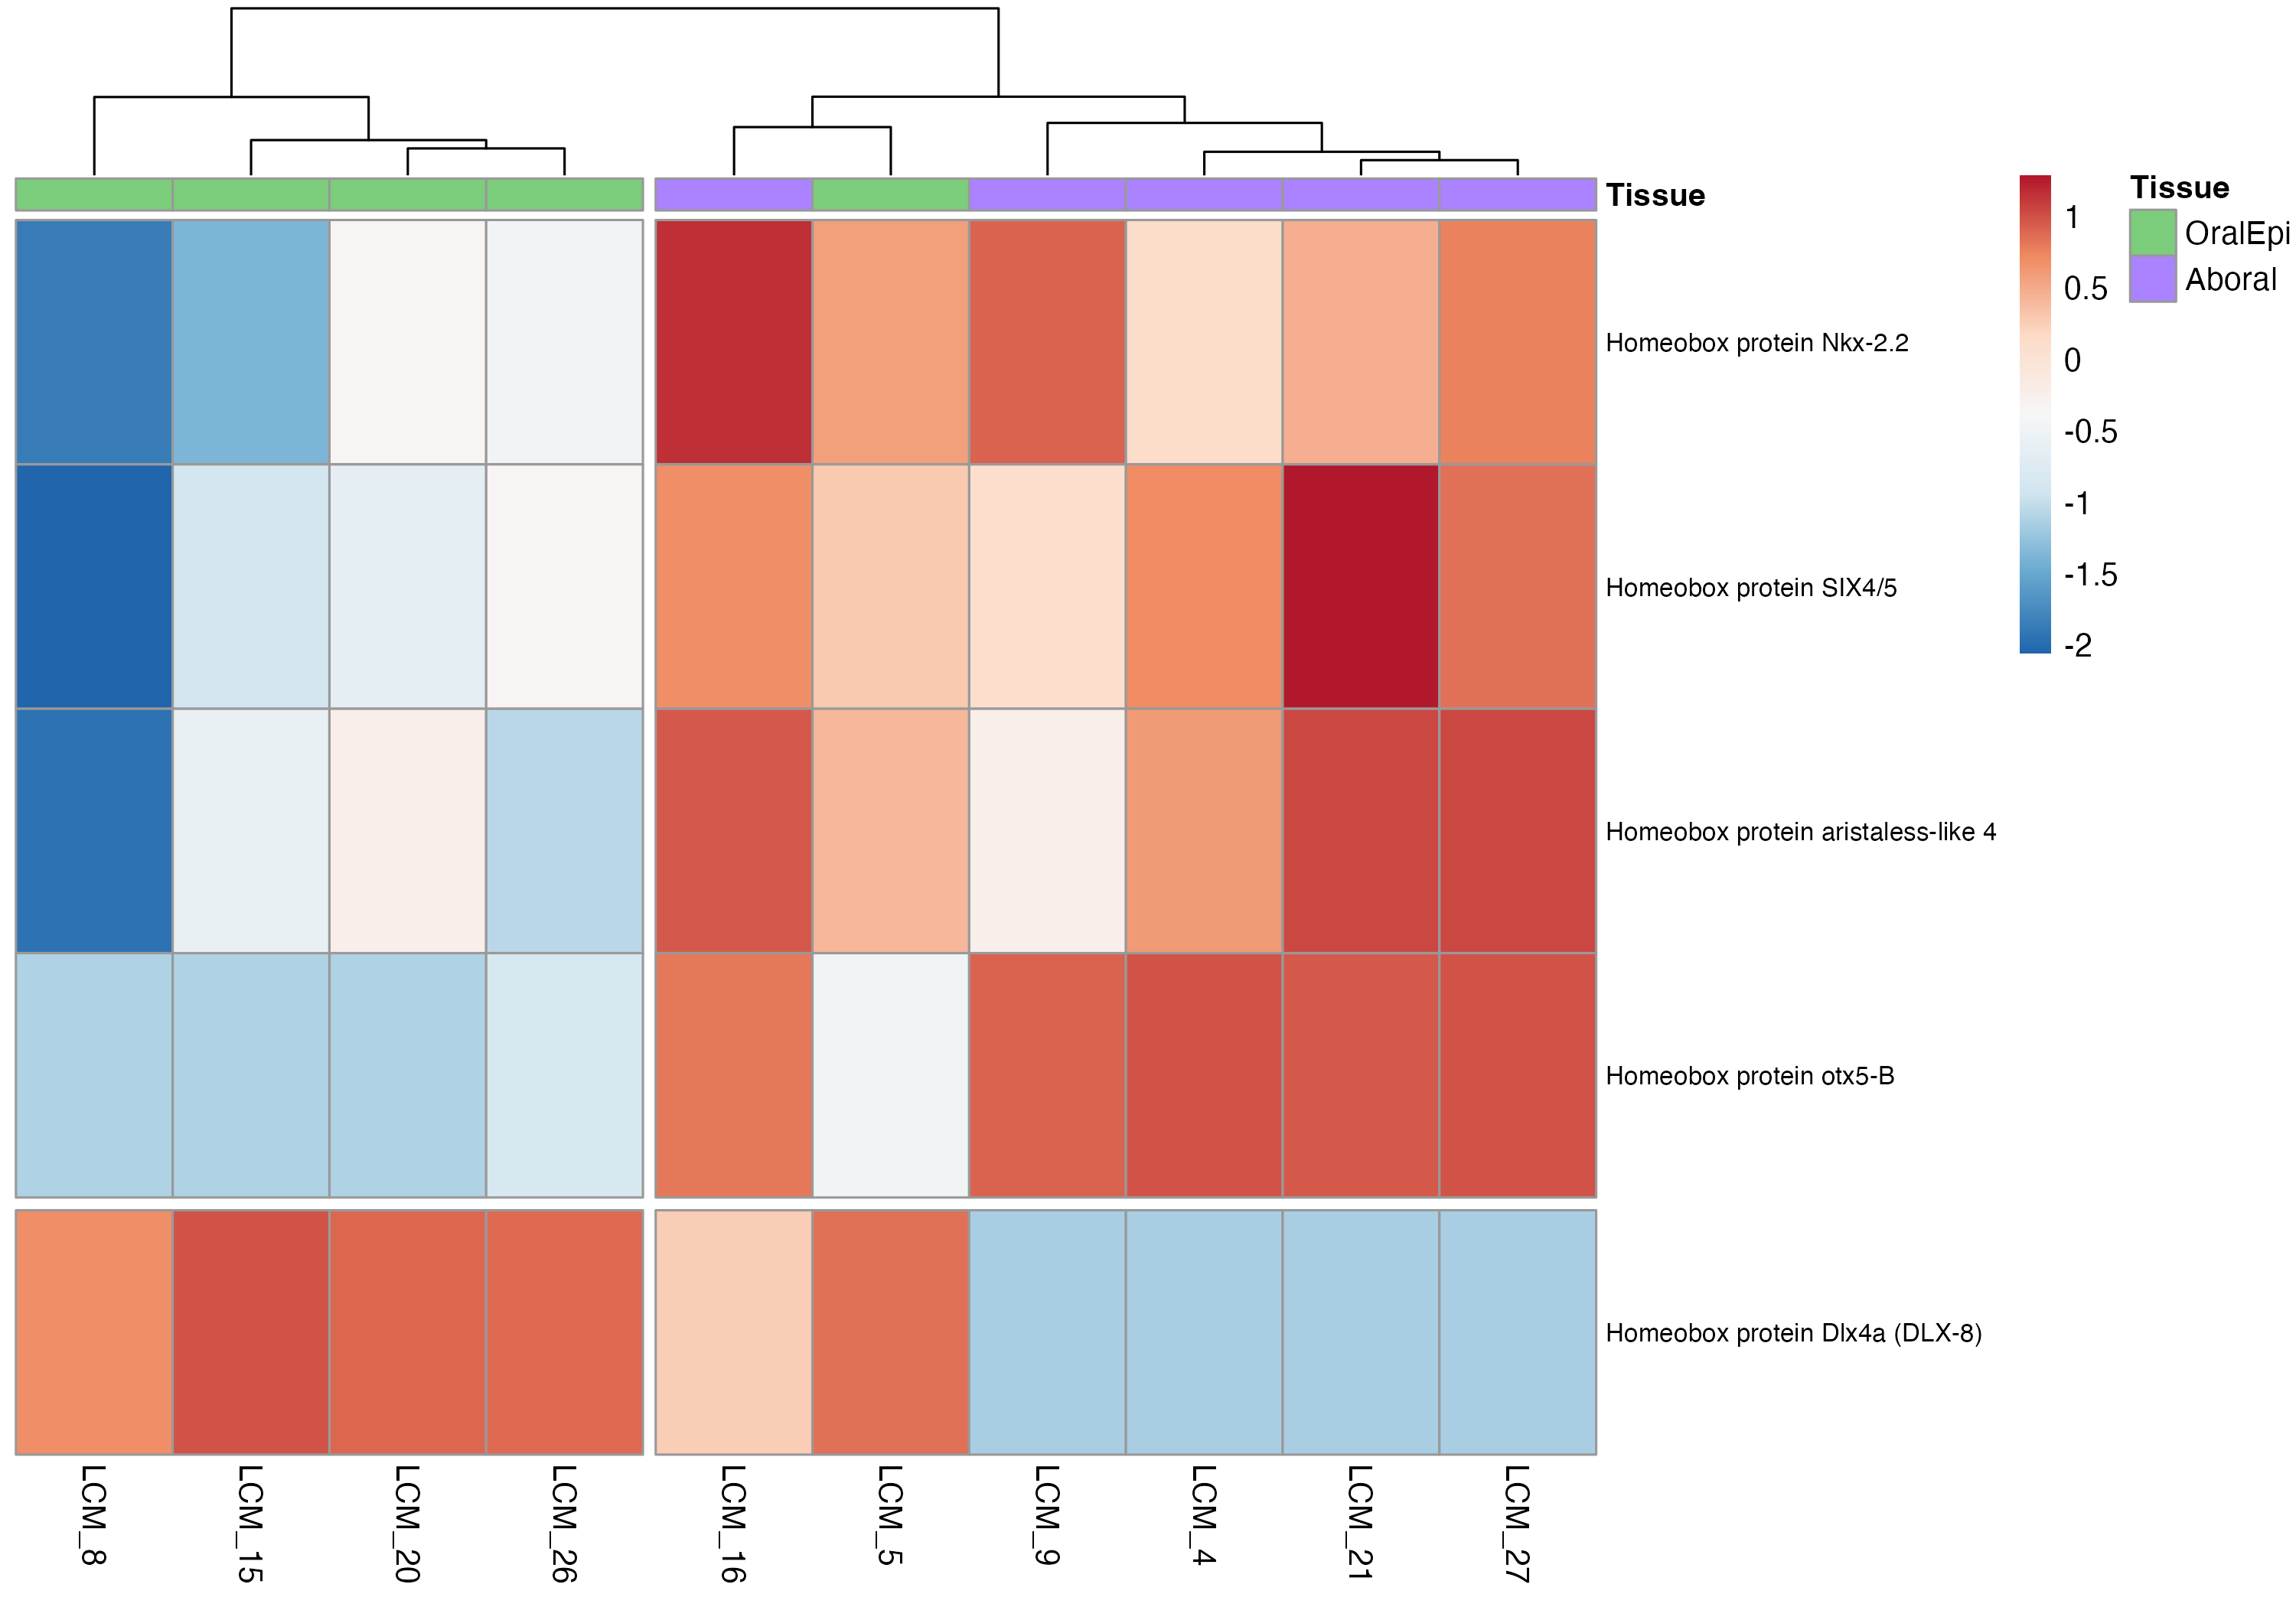 Tissue
Homeobox protein Nkx-2.2
Homeobox protein SIX4/5
Homeobox protein aristaless-like 4
Homeobox protein otx5-B
Homeobox protein Dlx4a (DLX-8)
LCM_8
LCM_15
LCM_20
LCM_26
LCM_16
LCM_5
LCM_9
LCM_4
LCM_21
LCM_27
1
0.5
0
-0.5
-1
-1.5
-2
Tissue
OralEpi
Aboral